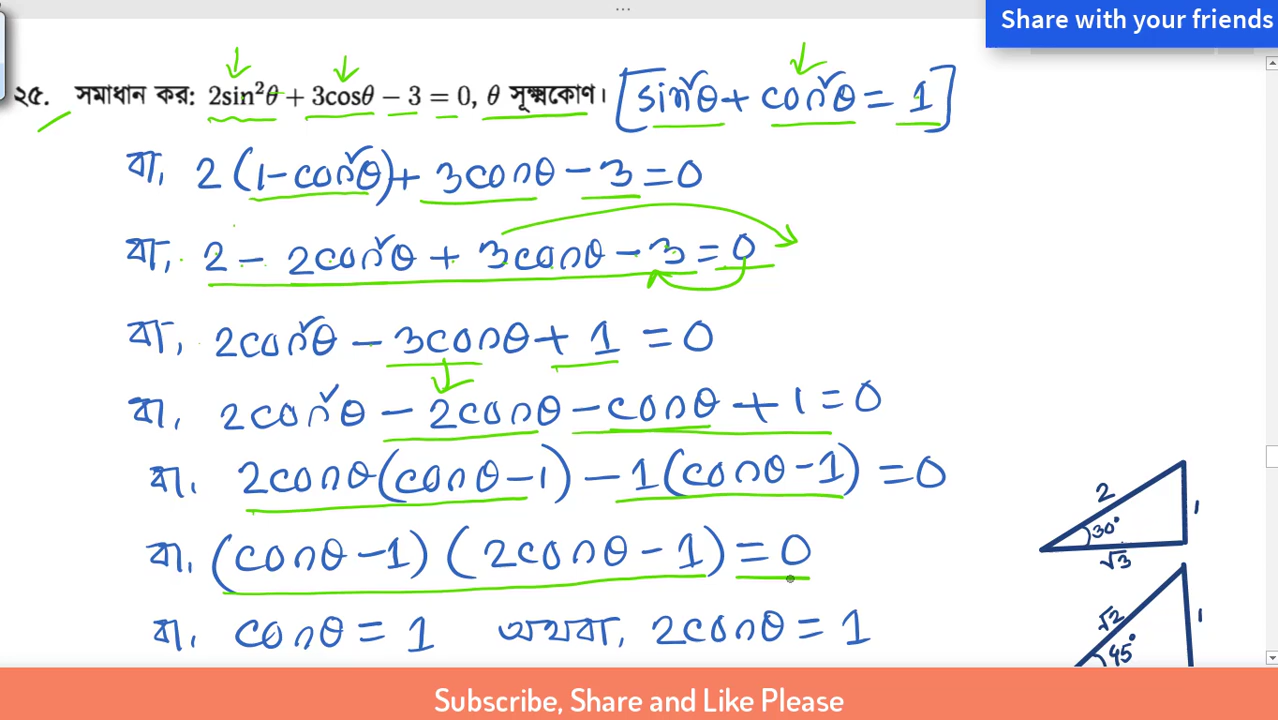 Share with your friends
২৫. সমাধান কর: 2sin²θ + 3cosθ − 3 = 0, θ সূক্ষ্মকোণ। [sin²θ + cos²θ = 1]
বা, 2 (1 - cos²θ) + 3cosθ - 3 = 0
বা, 2 - 2cos²θ + 3cosθ - 3 = 0
বা, 2cos²θ - 3cosθ + 1 = 0
বা, 2cos²θ - 2cosθ - cosθ + 1 = 0
বা, 2cosθ(cosθ - 1) - 1(cosθ - 1) = 0
বা, (cosθ - 1) (2cosθ - 1) = 0
বা, cosθ = 1 অথবা, 2cosθ = 1
2 1
30°
√3
√2 1
45°
Subscribe, Share and Like Please